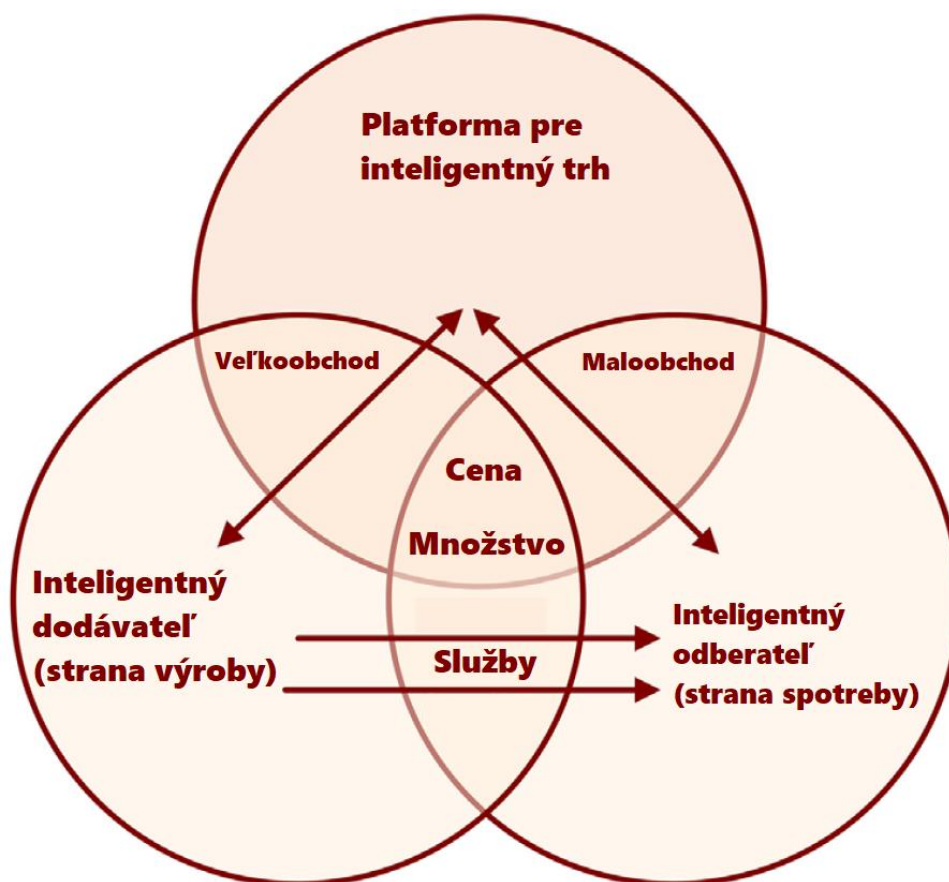 Platforma pre
inteligentný trh
Veľkoobchod
Maloobchod
Cena
Množstvo
Inteligentný
dodávateľ
(strana výroby)
Služby
Inteligentný
odberateľ
(strana spotreby)